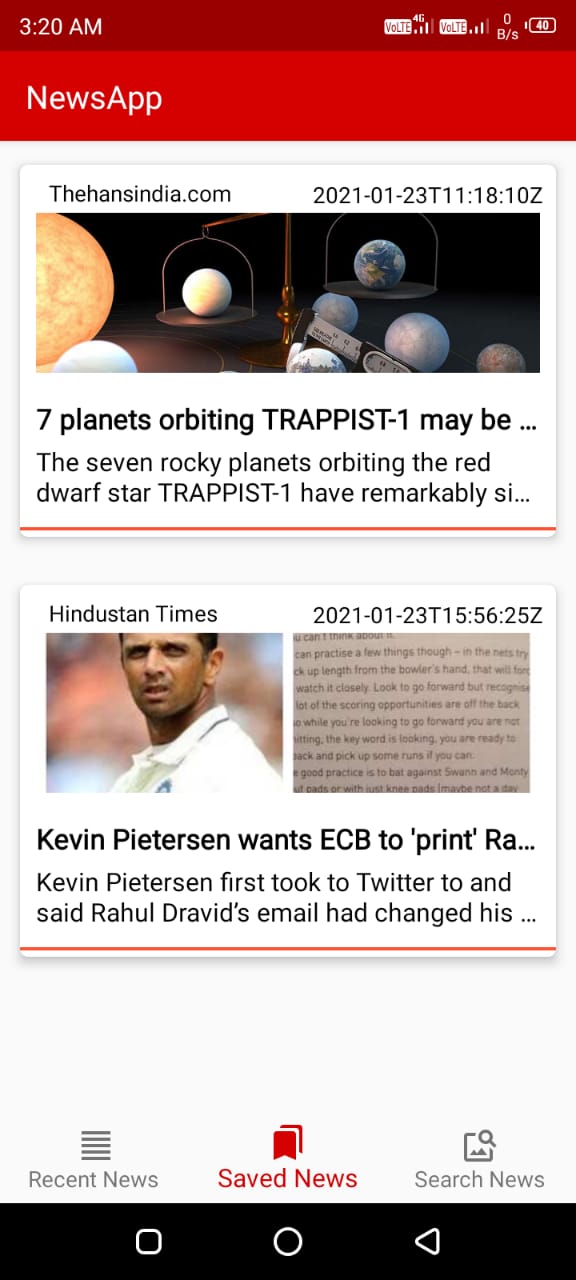 3:20 AM
VoLTE 4G VoLTE 0 B/s 40
NewsApp
Thehansindia.com 2021-01-23T11:18:10Z
7 planets orbiting TRAPPIST-1 may be ...
The seven rocky planets orbiting the red
dwarf star TRAPPIST-1 have remarkably si...
Hindustan Times 2021-01-23T15:56:25Z
u can't think about it.
can practise a few things though – in the nets try
ck up length from the bowler's hand, that will forc
watch it closely. Look to go forward but recognise
lot of the scoring opportunities are off the back
o while you're looking to go forward you are not
itting, the key word is looking, you are ready to
back and pick up some runs if you can.
e good practice is to bat against Swann and Monty
ut pads or with just knee pads (maybe not a day
Kevin Pietersen wants ECB to 'print' Ra...
Kevin Pietersen first took to Twitter to and
said Rahul Dravid’s email had changed his ...
Recent News Saved News Search News